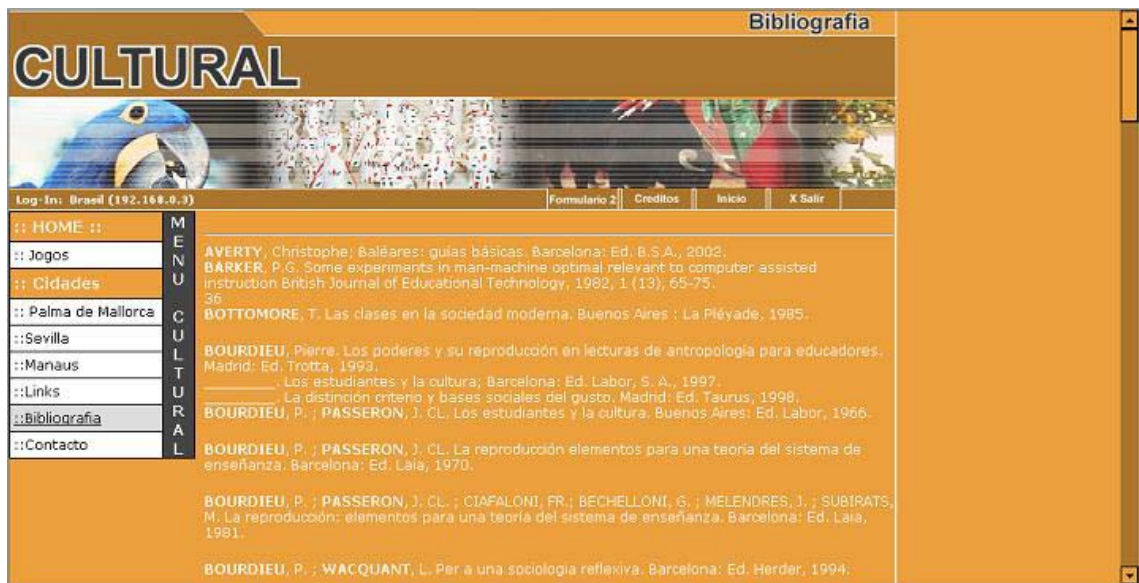 Bibliografia
CULTURAL
Log-In: Brasil (192.168.0.3)
Formulario 2 Creditos Inicio X Salir
:: HOME ::
:: Jogos
:: Cidades
:: Palma de Mallorca
::Sevilla
::Manaus
::Links
::Bibliografia
::Contacto
MENU CULTURAL
AVERTY, Christophe; Baléares: guías básicas. Barcelona: Ed. B.S.A., 2002.
BARKER, P.G. Some experiments in man-machine optimal relevant to computer assisted
instruction British Journal of Educational Technology, 1982, 1 (13), 65-75.
36
BOTTOMORE, T. Las clases en la sociedad moderna. Buenos Aires : La Pléyade, 1985.
BOURDIEU, Pierre. Los poderes y su reproducción en lecturas de antropología para educadores.
Madrid: Ed. Trotta, 1993.
________. Los estudiantes y la cultura; Barcelona: Ed. Labor, S. A., 1997.
________. La distinción criterio y bases sociales del gusto. Madrid: Ed. Taurus, 1998.
BOURDIEU, P. ; PASSERON, J. CL. Los estudiantes y la cultura. Buenos Aires: Ed. Labor, 1966.
BOURDIEU, P. ; PASSERON, J. CL. La reproducción elementos para una teoría del sistema de
enseñanza. Barcelona: Ed. Laia, 1970.
BOURDIEU, P. ; PASSERON, J. CL. ; CIAFALONI, FR.; BECHELLONI, G. ; MELENDRES, J. ; SUBIRATS,
M. La reproducción: elementos para una teoría del sistema de enseñanza. Barcelona: Ed. Laia,
1981.
BOURDIEU, P. ; WACQUANT, L. Per a una sociologia reflexiva. Barcelona: Ed. Herder, 1994.